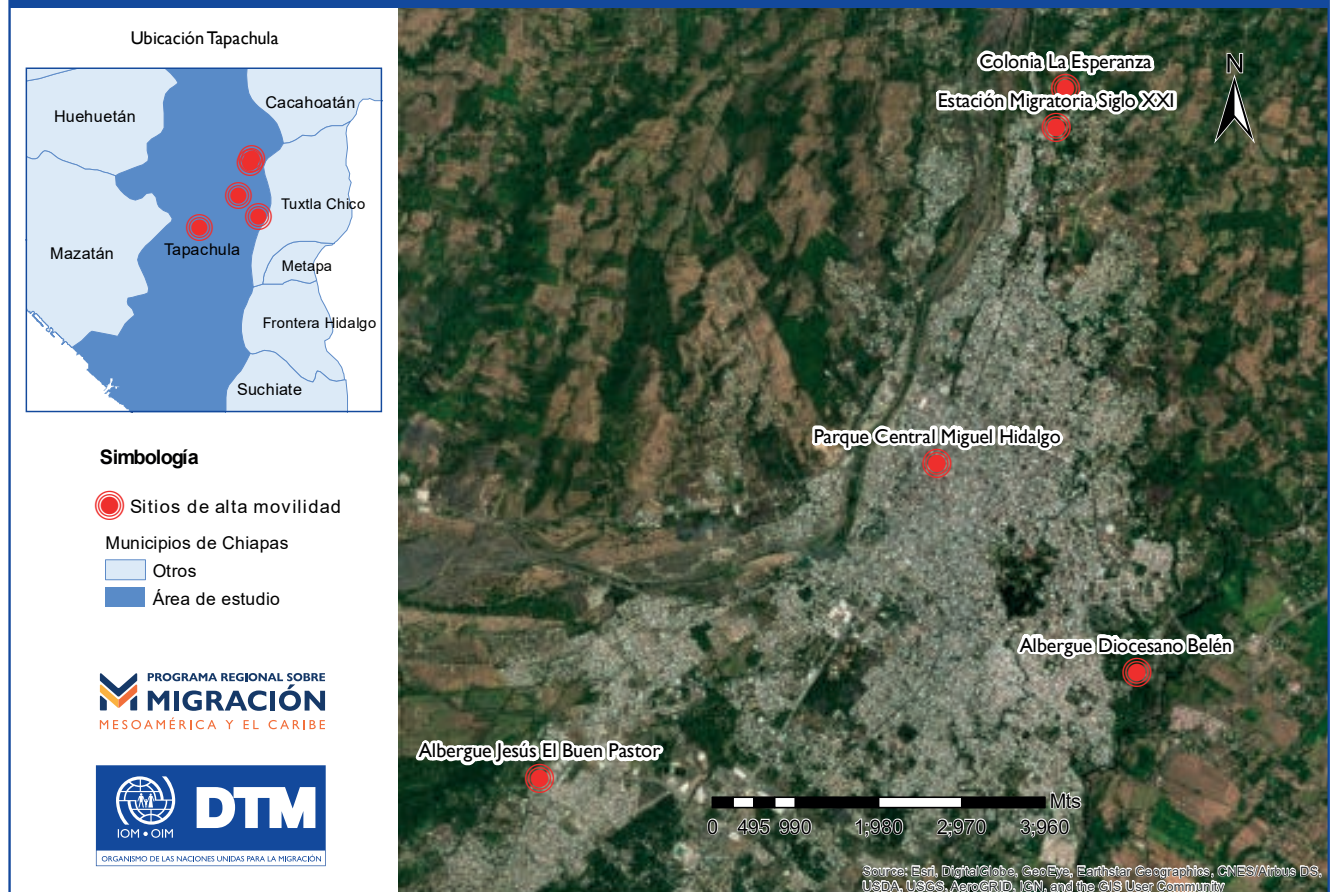 Ubicación Tapachula
Huehuetán
Cacahoatán
Tuxtla Chico
Mazatán
Tapachula
Metapa
Frontera Hidalgo
Suchiate
Simbología
Sitios de alta movilidad
Municipios de Chiapas
Otros
Área de estudio
PROGRAMA REGIONAL SOBRE
MIGRACIÓN
MESOAMÉRICA Y EL CARIBE
IOM • OIM
DTM
ORGANISMO DE LAS NACIONES UNIDAS PARA LA MIGRACIÓN
Colonia La Esperanza
N
Estación Migratoria Siglo XXI
Parque Central Miguel Hidalgo
Albergue Diocesano Belén
Albergue Jesús El Buen Pastor
Mts
0 495 990 1,980 2,970 3,960
Source: Esri, DigitalGlobe, GeoEye, Earthstar Geographics, CNES/Airbus DS,
USDA, USGS, AeroGRID, IGN, and the GIS User Community